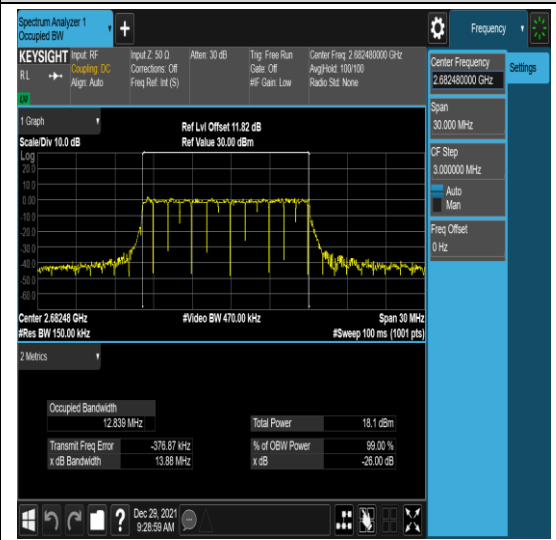 Spectrum Analyzer 1
Occupied BW
+
Frequency
KEYSIGHT
RL
Input: RF
Coupling: DC
Align: Auto
Input Z: 50 Ω
Corrections: Off
Freq Ref: Int (S)
Atten: 30 dB
Trig: Free Run
Gate: Off
#IF Gain: Low
Center Freq: 2.682480000 GHz
Avg|Hold: 100/100
Radio Std: None
Center Frequency
2.682480000 GHz
Settings
Span
30.000 MHz
CF Step
3.000000 MHz
Auto
Man
Freq Offset
0 Hz
1 Graph
Scale/Div 10.0 dB
Ref Lvl Offset 11.82 dB
Ref Value 30.00 dBm
Log
20.0
10.0
0.00
-10.0
-20.0
-30.0
-40.0
-50.0
-60.0
Center 2.68248 GHz
#Video BW 470.00 kHz
Span 30 MHz
#Res BW 150.00 kHz
#Sweep 100 ms (1001 pts)
2 Metrics
Occupied Bandwidth
12.839 MHz
Total Power 18.1 dBm
Transmit Freq Error -376.87 kHz
% of OBW Power 99.00 %
x dB Bandwidth 13.88 MHz
x dB -26.00 dB
?
Dec 29, 2021
9:28:59 AM